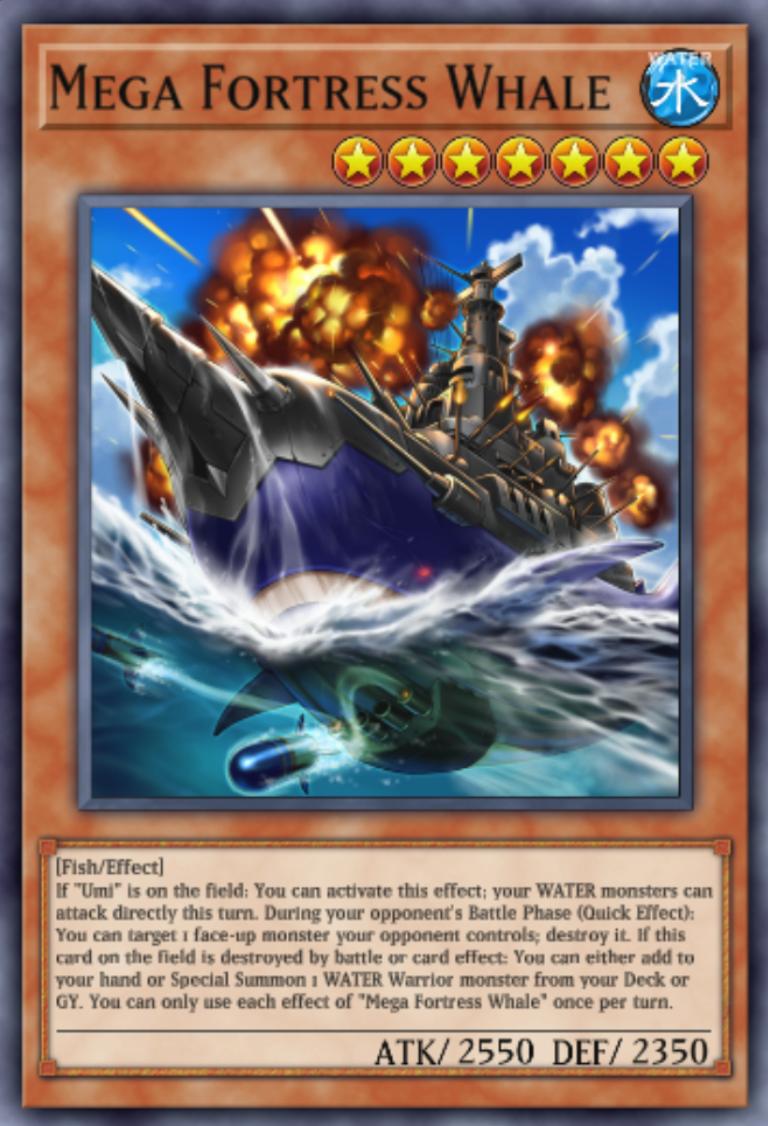 Mega Fortress Whale
WATER
水
[Fish/Effect]
If "Umi" is on the field: You can activate this effect; your WATER monsters can
attack directly this turn. During your opponent's Battle Phase (Quick Effect):
You can target 1 face-up monster your opponent controls; destroy it. If this
card on the field is destroyed by battle or card effect: You can either add to
your hand or Special Summon 1 WATER Warrior monster from your Deck or
GY. You can only use each effect of "Mega Fortress Whale" once per turn.
ATK/ 2550 DEF/ 2350